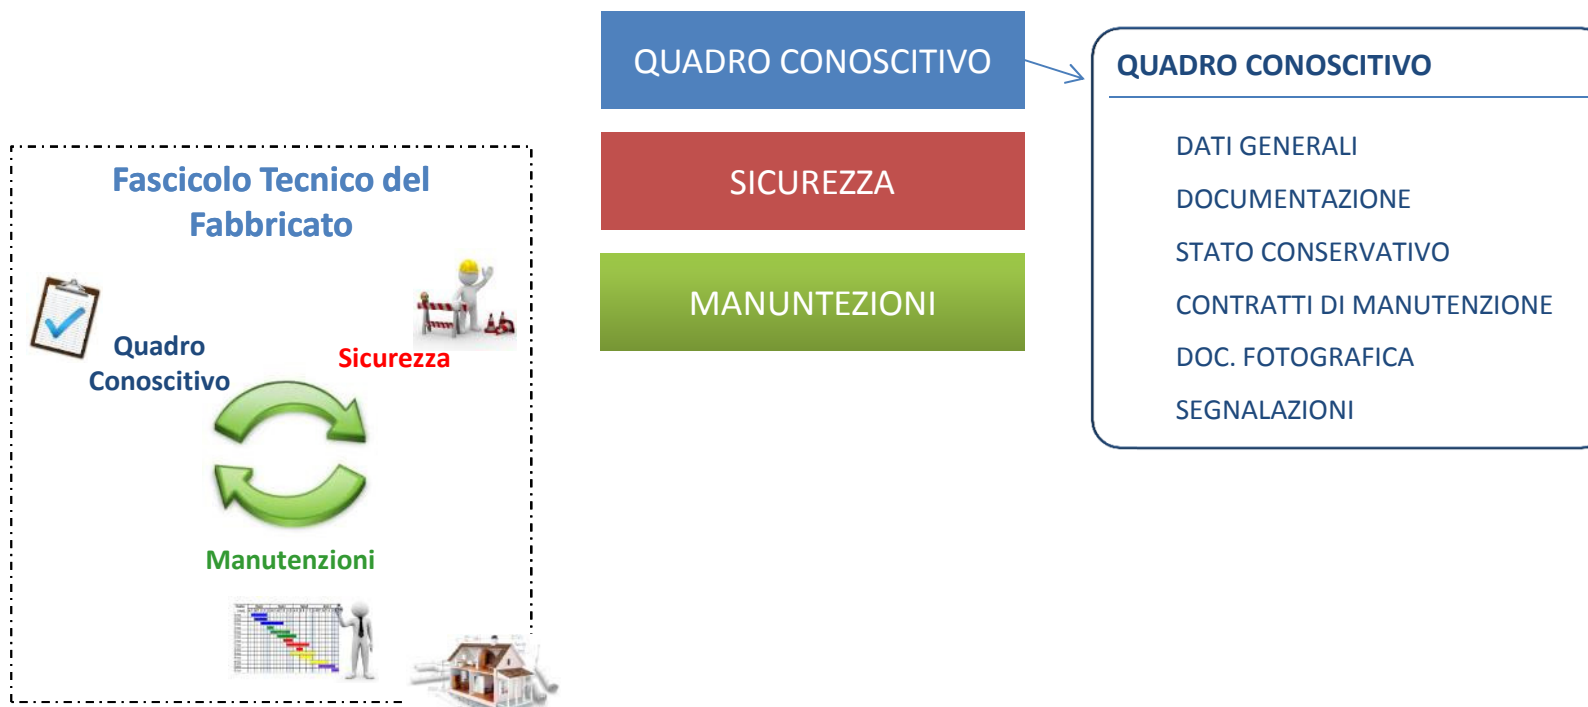 Fascicolo Tecnico del
Fabbricato
Quadro
Conoscitivo
Sicurezza
Manutenzioni
QUADRO CONOSCITIVO
SICUREZZA
MANUNTEZIONI
QUADRO CONOSCITIVO
DATI GENERALI
DOCUMENTAZIONE
STATO CONSERVATIVO
CONTRATTI DI MANUTENZIONE
DOC. FOTOGRAFICA
SEGNALAZIONI